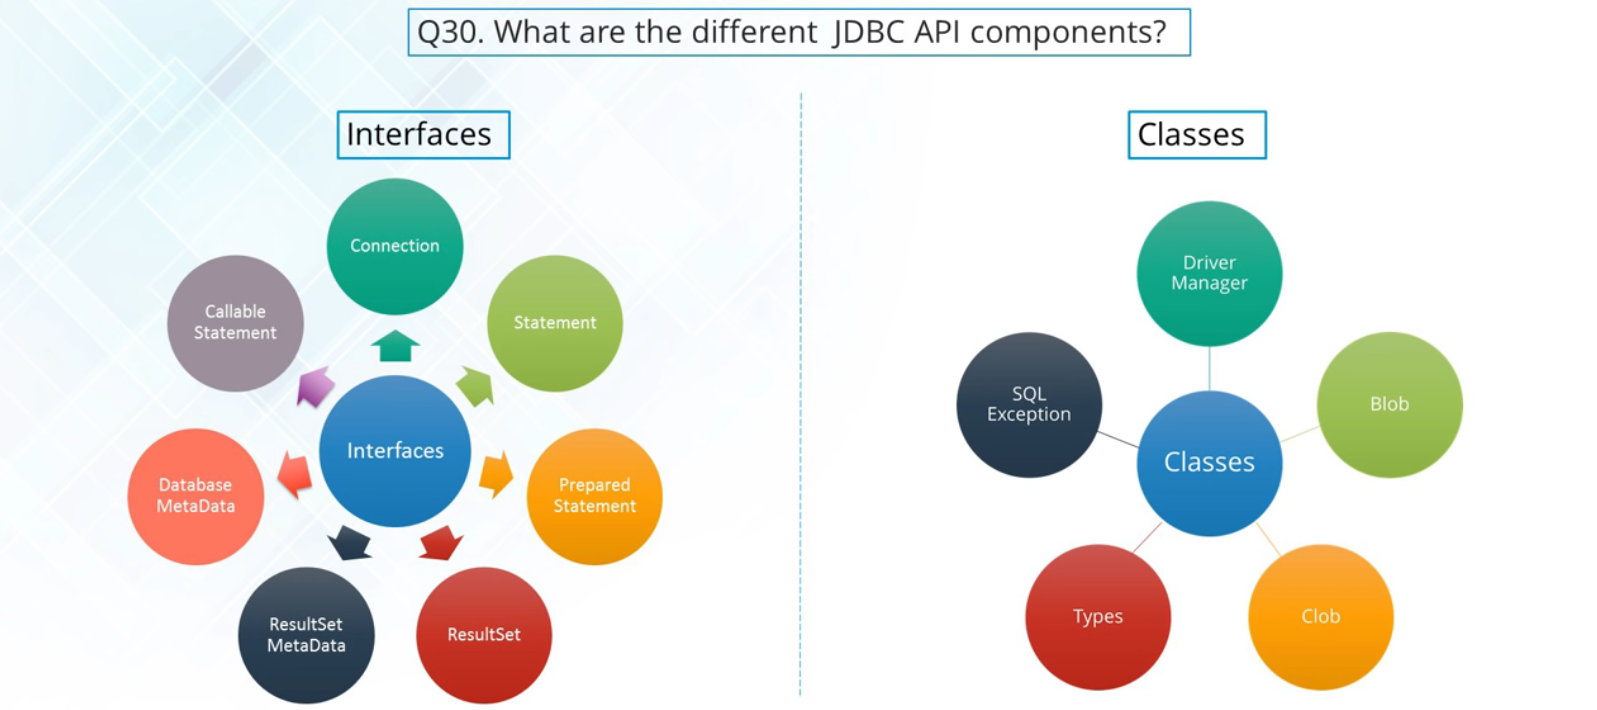 Q30. What are the different JDBC API components?
Interfaces
Connection
Statement
Prepared
Statement
ResultSet
ResultSet
MetaData
Database
MetaData
Callable
Statement
Interfaces
Classes
Driver
Manager
Blob
Clob
Types
SQL
Exception
Classes